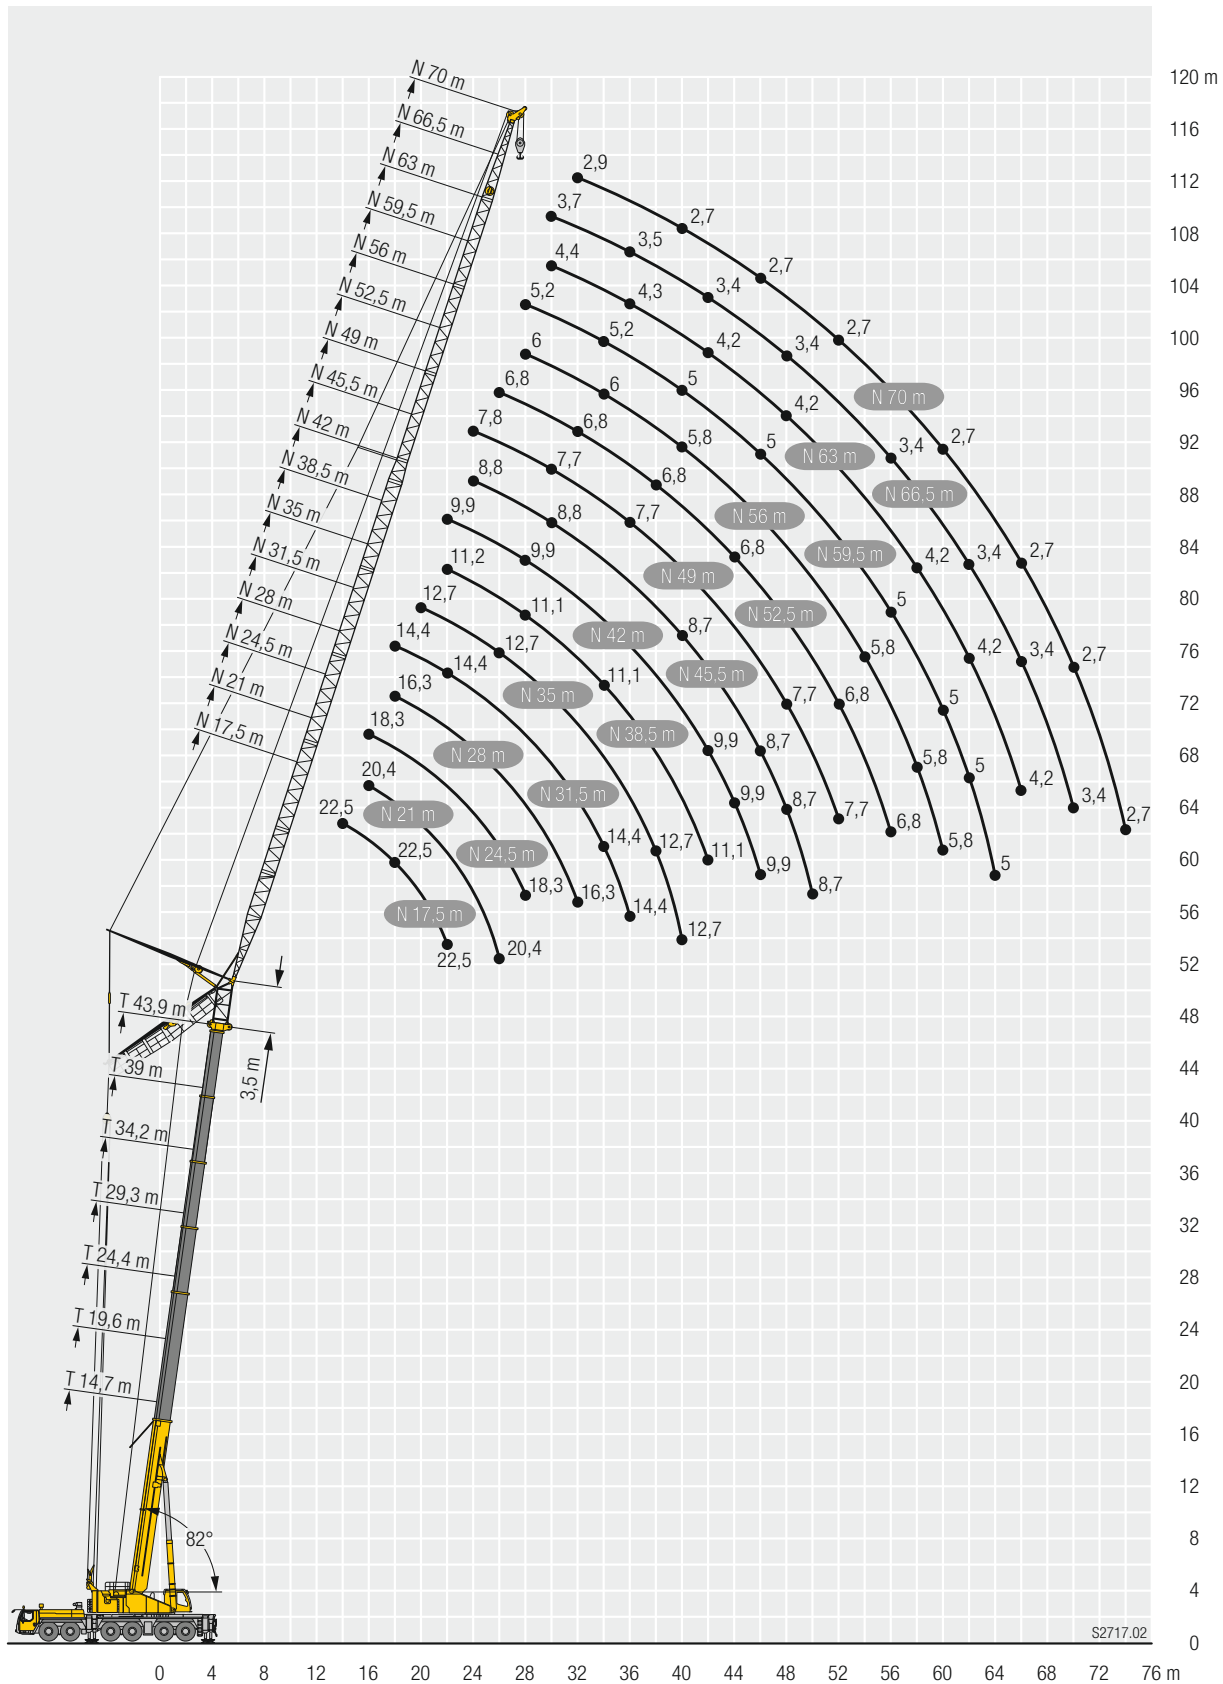 N 70 m
N 66,5 m
N 63 m
N 59,5 m
N 56 m
N 52,5 m
N 49 m
N 45,5 m
N 42 m
N 38,5 m
N 35 m
N 31,5 m
N 28 m
N 24,5 m
N 21 m
N 17,5 m
T 43,9 m
3,5 m
T 39 m
T 34,2 m
T 29,3 m
T 24,4 m
T 19,6 m
T 14,7 m
82°
2,9
2,7
2,7
2,7
2,7
2,7
2,7
2,7
N 70 m
3,7
3,5
3,4
3,4
3,4
3,4
3,4
3,4
N 66,5 m
4,4
4,3
4,2
4,2
4,2
4,2
4,2
N 63 m
5,2
5,2
5
5
5
5
5
5
N 59,5 m
6
6
5,8
5,8
5,8
5,8
N 56 m
6,8
6,8
6,8
6,8
6,8
6,8
N 52,5 m
7,8
7,7
7,7
7,7
7,7
N 49 m
8,8
8,8
8,7
8,7
8,7
8,7
N 45,5 m
9,9
9,9
9,9
9,9
9,9
N 42 m
11,2
11,1
11,1
11,1
N 38,5 m
12,7
12,7
12,7
12,7
N 35 m
14,4
14,4
14,4
14,4
N 31,5 m
16,3
16,3
N 28 m
18,3
18,3
N 24,5 m
20,4
20,4
N 21 m
22,5
22,5
22,5
N 17,5 m
120 m
116
112
108
104
100
96
92
88
84
80
76
72
68
64
60
56
52
48
44
40
36
32
28
24
20
16
12
8
4
0
S2717.02
0 4 8 12 16 20 24 28 32 36 40 44 48 52 56 60 64 68 72 76 m